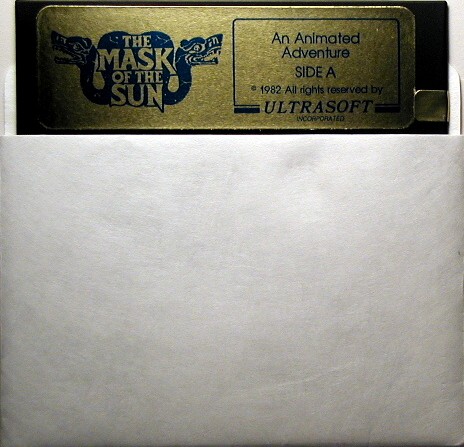 THE
MASK
OF THE
SUN
An Animated
Adventure
SIDE A
© 1982 All rights reserved by
ULTRASOFT
INCORPORATED